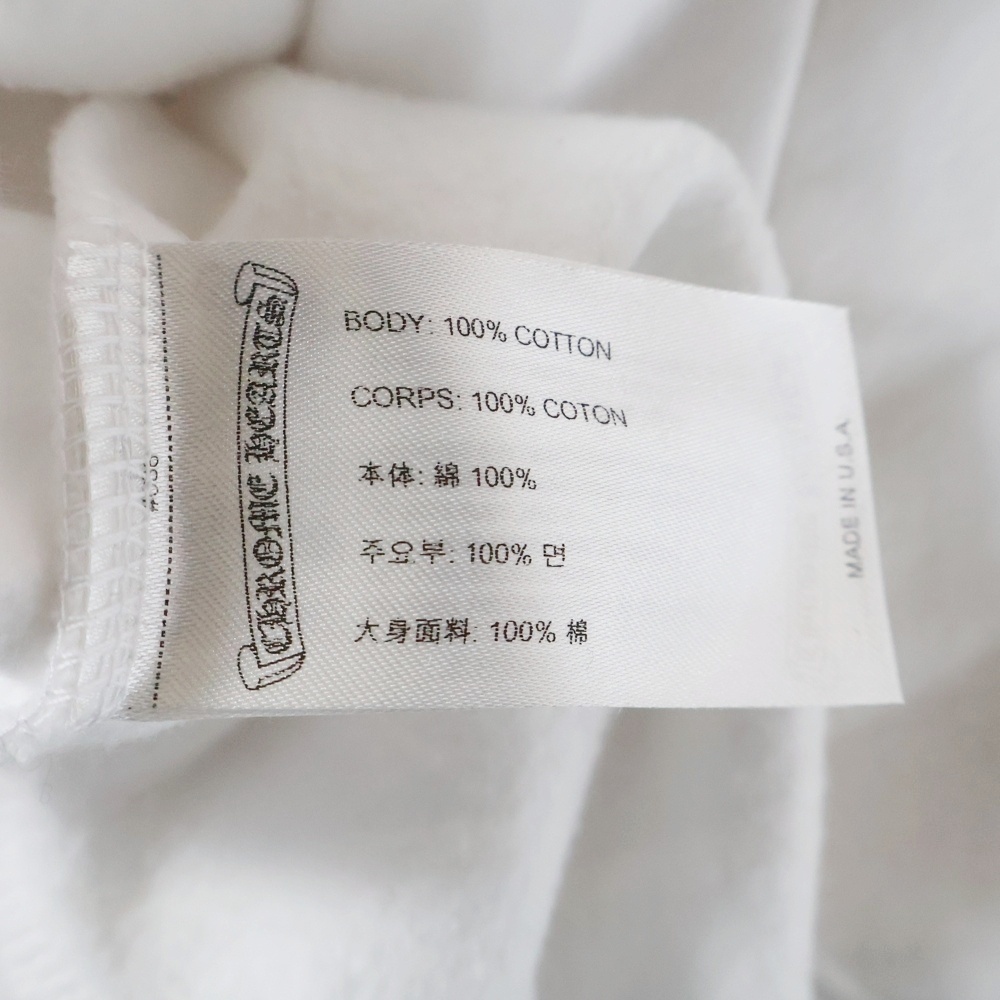 CHROME HEARTS
BODY: 100% COTTON
CORPS: 100% COTON
本体: 綿 100%
주요부: 100% 면
大身面料: 100% 棉
MADE IN U.S.A